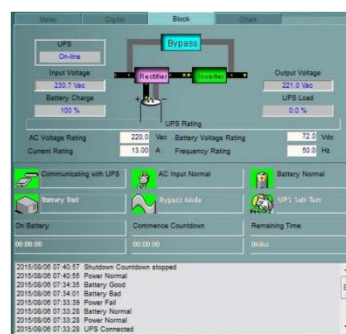 Meter Digital Block Chart
UPS
On-line
Bypass
Input Voltage
230.7 Vac
Battery Charge
100 %
Rectifier
Inverter
Output Voltage
221.0 Vac
UPS Load
0.0 %
UPS Rating
AC Voltage Rating 220.0 Vac Battery Voltage Rating 72.0 Vdc
Current Rating 13.00 A Frequency Rating 50.0 Hz
Communicating with UPS AC Input Normal Battery Normal
Battery Bad Bypass Mode UPS Self Test
On Battery Commence Countdown Remaining Time
00:00:00 00:00:00
2015/08/06 07:40:57 Shutdown Countdown stopped
2015/08/06 07:40:55 Power Normal
2015/08/06 07:34:35 Battery Good
2015/08/06 07:34:01 Battery Bad
2015/08/06 07:33:39 Power Fail
2015/08/06 07:33:28 Battery Normal
2015/08/06 07:33:28 Power Normal
2015/08/06 07:33:28 UPS Connected